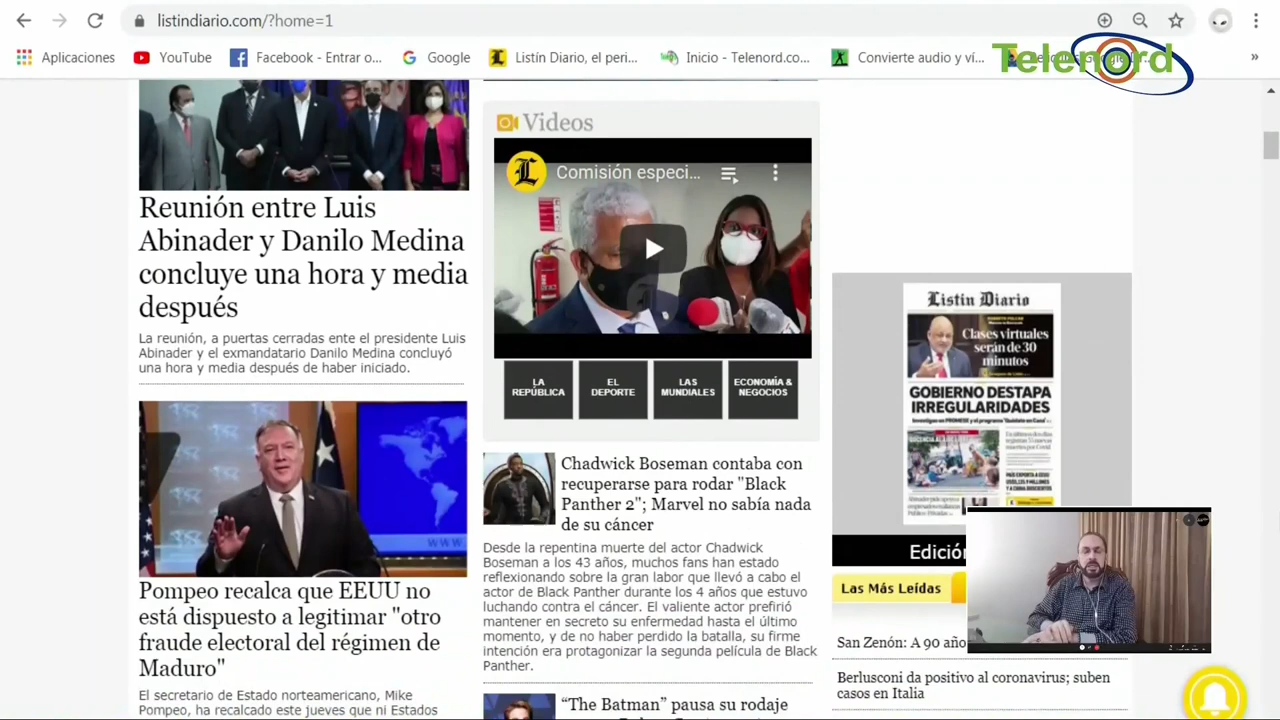 listindiario.com/?home=1
Aplicaciones
YouTube
Facebook - Entrar o...
Google
Listín Diario, el peri...
Inicio - Telenord.co...
Convierte audio y ví...
Telenord
»
Reunión entre Luis
Abinader y Danilo Medina
concluye una hora y media
después
La reunión, a puertas cerradas ente el presidente Luis
Abinader y el exmandatario Danilo Medina concluyó
una hora y media después de haber iniciado.
www.
Pompeo recalca que EEUU no
está dispuesto a legitimar "otro
fraude electoral del régimen de
Maduro"
El secretario de Estado norteamericano, Mike
Pompeo, ha recalcado este jueves que ni Estados
Videos
L
Comisión especi...
LA
REPÚBLICA
EL
DEPORTE
LAS
MUNDIALES
ECONOMÍA &
NEGOCIOS
Chadwick Boseman contaba con
recuperarse para rodar "Black
Panther 2"; Marvel no sabía nada
de su cáncer
Desde la repentina muerte del actor Chadwick
Boseman a los 43 años, muchos fans han estado
reflexionando sobre la gran labor que llevó a cabo el
actor de Black Panther durante los 4 años que estuvo
luchando contra el cáncer. El valiente actor prefirió
mantener en secreto su enfermedad hasta el último
momento, y de no haber perdido la batalla, su firme
intención era protagonizar la segunda película de Black
Panther.
“The Batman” pausa su rodaje
Listin Diario
Clases virtuales
serán de 30
minutos
GOBIERNO DESTAPA
IRREGULARIDADES
Edición
Las Más Leídas
San Zenón: A 90 año
Berlusconi da positivo al coronavirus; suben
casos en Italia